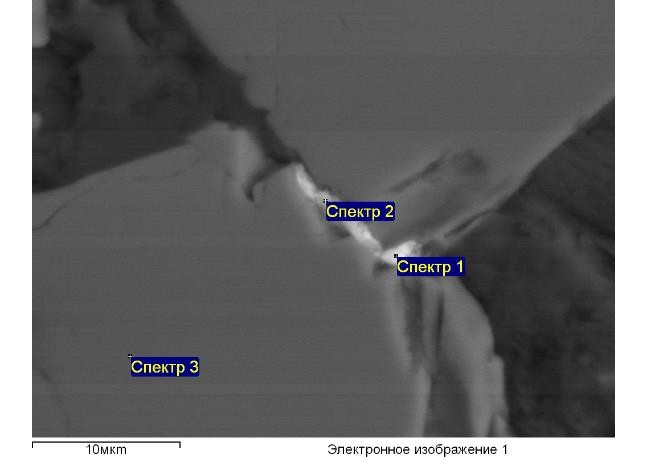 Спектр 2
Спектр 1
Спектр 3
10мкm
Электронное изображение 1